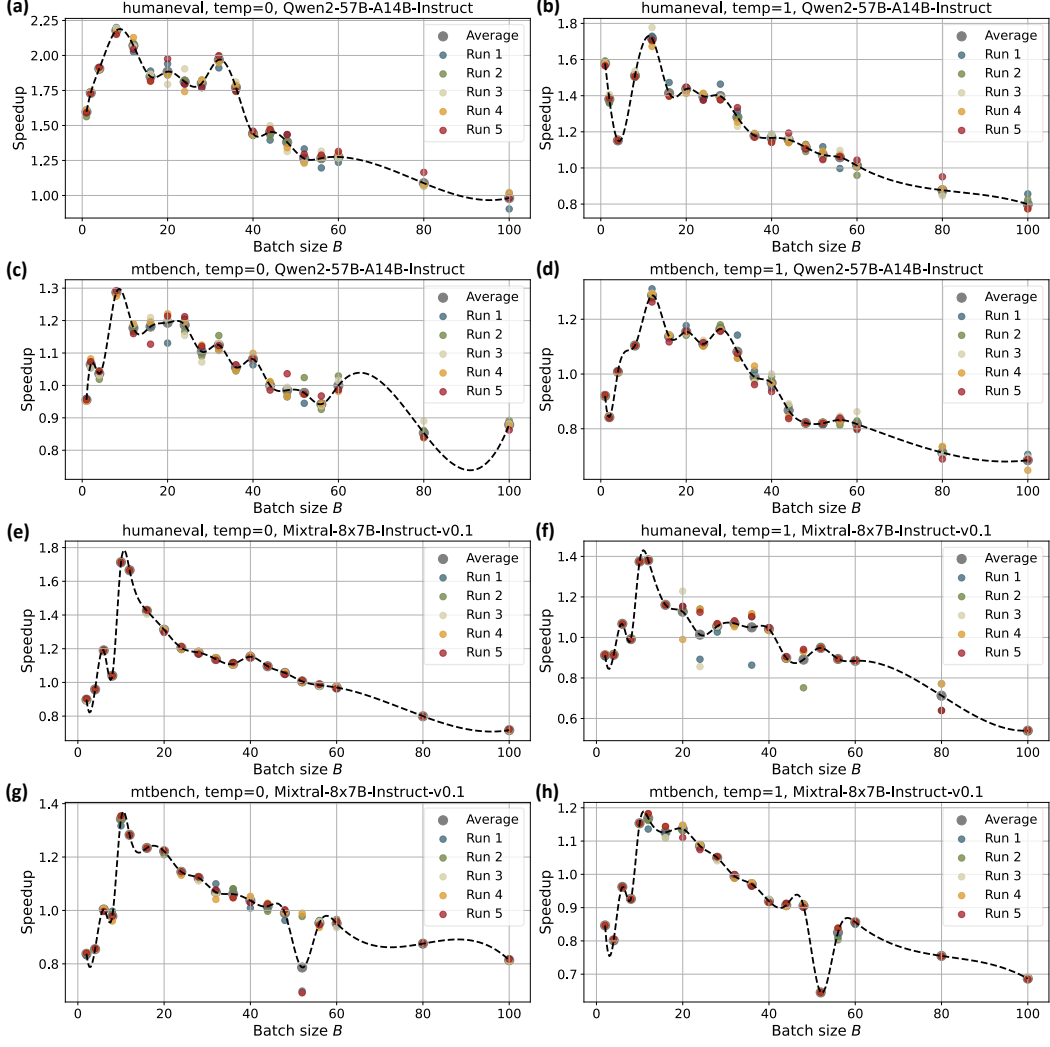 (a)
humaneval, temp=0, Qwen2-57B-A14B-Instruct
2.25
2.00
1.75
1.50
1.25
1.00
Speedup
Average
Run 1
Run 2
Run 3
Run 4
Run 5
0 20 40 60 80 100
Batch size B
(b)
humaneval, temp=1, Qwen2-57B-A14B-Instruct
1.8
1.6
1.4
1.2
1.0
0.8
Speedup
Average
Run 1
Run 2
Run 3
Run 4
Run 5
0 20 40 60 80 100
Batch size B
(c)
mtbench, temp=0, Qwen2-57B-A14B-Instruct
1.3
1.2
1.1
1.0
0.9
0.8
Speedup
Average
Run 1
Run 2
Run 3
Run 4
Run 5
0 20 40 60 80 100
Batch size B
(d)
mtbench, temp=1, Qwen2-57B-A14B-Instruct
1.2
1.0
0.8
Speedup
Average
Run 1
Run 2
Run 3
Run 4
Run 5
0 20 40 60 80 100
Batch size B
(e)
humaneval, temp=0, Mixtral-8x7B-Instruct-v0.1
1.8
1.6
1.4
1.2
1.0
0.8
Speedup
Average
Run 1
Run 2
Run 3
Run 4
Run 5
0 20 40 60 80 100
Batch size B
(f)
humaneval, temp=1, Mixtral-8x7B-Instruct-v0.1
1.4
1.2
1.0
0.8
0.6
Speedup
Average
Run 1
Run 2
Run 3
Run 4
Run 5
0 20 40 60 80 100
Batch size B
(g)
mtbench, temp=0, Mixtral-8x7B-Instruct-v0.1
1.4
1.2
1.0
0.8
Speedup
Average
Run 1
Run 2
Run 3
Run 4
Run 5
0 20 40 60 80 100
Batch size B
(h)
mtbench, temp=1, Mixtral-8x7B-Instruct-v0.1
1.2
1.1
1.0
0.9
0.8
0.7
Speedup
Average
Run 1
Run 2
Run 3
Run 4
Run 5
0 20 40 60 80 100
Batch size B